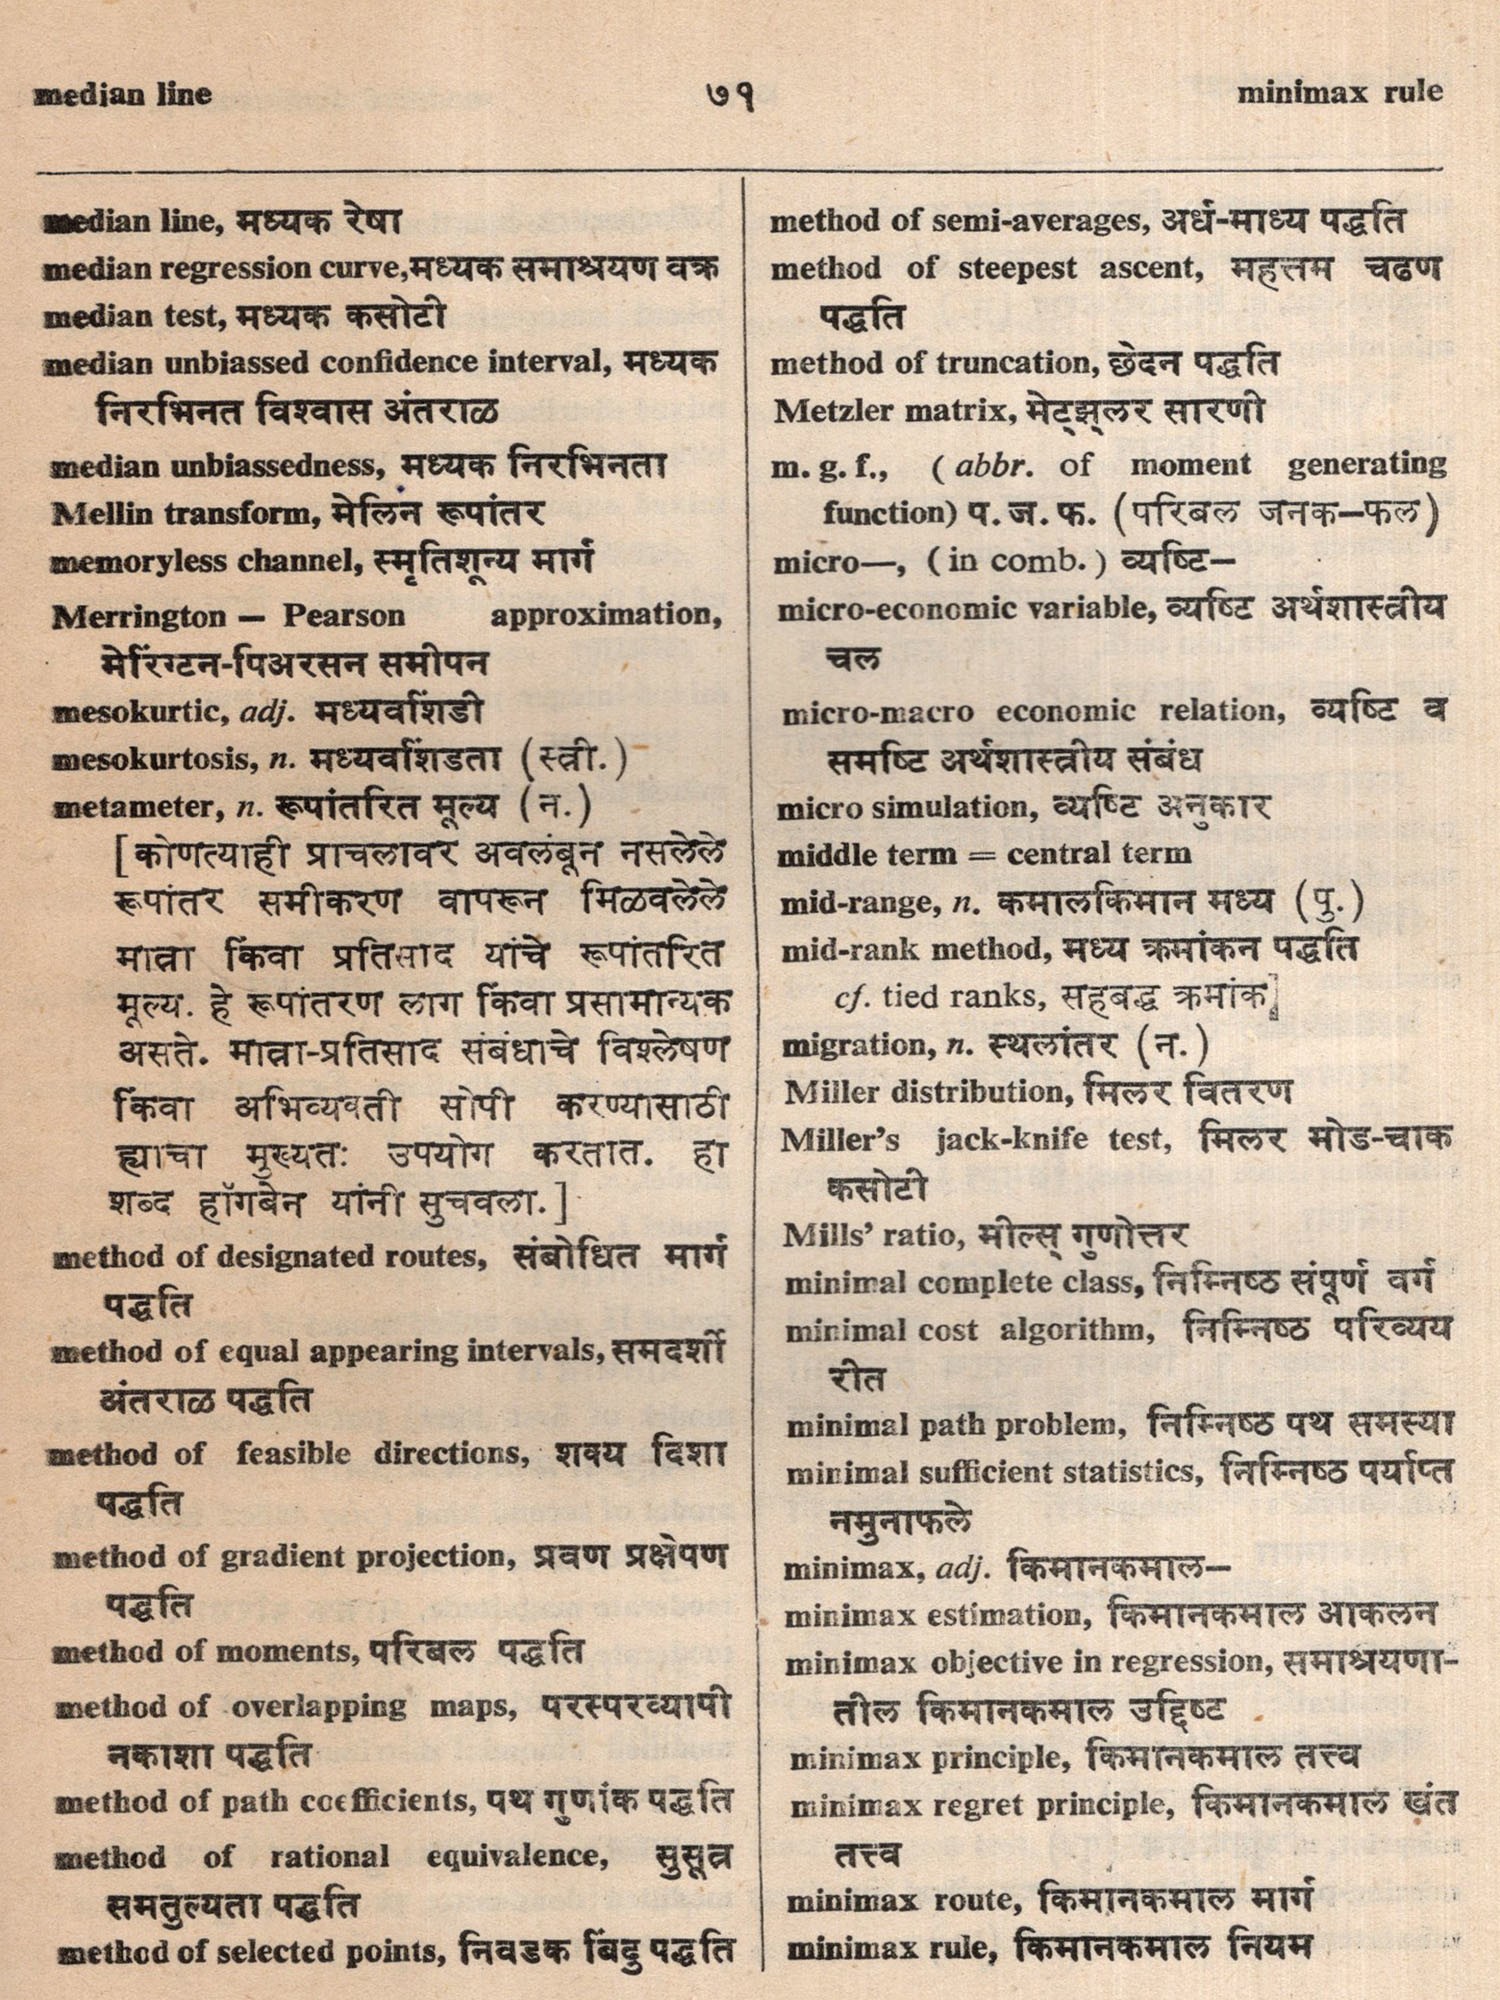 median line
७१
minimax rule
median line, मध्यक रेषा
median regression curve,मध्यक समाश्रयण वक्र
median test, मध्यक कसोटी
median unbiassed confidence interval, मध्यक
निरभिनत विश्वास अंतराळ
median unbiassedness, मध्यक निरभिनता
Mellin transform, मेलिन रूपांतर
memoryless channel, स्मृतिशून्य मार्ग
Merrington — Pearson approximation,
मेरिंग्टन-पिअरसन समीपन
mesokurtic, adj. मध्यवशिंडी
mesokurtosis, n. मध्यवशिंडता (स्त्री.)
metameter, n. रूपांतरित मूल्य (न.)
[कोणत्याही प्राचलावर अवलंबून नसलेले
रूपांतर समीकरण वापरून मिळवलेले
मात्रा किंवा प्रतिसाद यांचे रूपांतरित
मूल्य. हे रूपांतरण लाग किंवा प्रसामान्यक
असते. मात्रा-प्रतिसाद संबंधाचे विश्लेषण
किंवा अभिव्यक्ती सोपी करण्यासाठी
ह्याचा मुख्यतः उपयोग करतात. हा
शब्द हॉगबेन यांनी सुचवला.]
method of designated routes, संबोधित मार्ग
पद्धति
method of equal appearing intervals, समदर्शी
अंतराळ पद्धति
method of feasible directions, शक्य दिशा
पद्धति
method of gradient projection, प्रवण प्रक्षेपण
पद्धति
method of moments, परिबल पद्धति
method of overlapping maps, परस्परव्यापी
नकाशा पद्धति
method of path coefficients, पथ गुणांक पद्धति
method of rational equivalence, सुसूत्र
समतुल्यता पद्धति
method of selected points, निवडक बिंदु पद्धति
method of semi-averages, अर्ध-माध्य पद्धति
method of steepest ascent, महत्तम चढण
पद्धति
method of truncation, छेदन पद्धति
Metzler matrix, मेट्झ्लर सारणी
m. g. f., (abbr. of moment generating
function) प. ज. फ. (परिबल जनक—फल)
micro—, (in comb.) व्यष्टि—
micro-economic variable, व्यष्टि अर्थशास्त्रीय
चल
micro-macro economic relation, व्यष्टि व
समष्टि अर्थशास्त्रीय संबंध
micro simulation, व्यष्टि अनुकार
middle term = central term
mid-range, n. कमालकिमान मध्य (पु.)
mid-rank method, मध्य क्रमांकन पद्धति
cf. tied ranks, सहबद्ध क्रमांक]
migration, n. स्थलांतर (न.)
Miller distribution, मिलर वितरण
Miller's jack-knife test, मिलर मोड-चाक
कसोटी
Mills' ratio, मील्स् गुणोत्तर
minimal complete class, निम्निष्ठ संपूर्ण वर्ग
minimal cost algorithm, निम्निष्ठ परिव्यय
रीत
minimal path problem, निम्निष्ठ पथ समस्या
minimal sufficient statistics, निम्निष्ठ पर्याप्त
नमुनाफले
minimax, adj. किमानकमाल—
minimax estimation, किमानकमाल आकलन
minimax objective in regression, समाश्रयणा-
तील किमानकमाल उद्दिष्ट
minimax principle, किमानकमाल तत्त्व
minimax regret principle, किमानकमाल खंत
तत्त्व
minimax route, किमानकमाल मार्ग
minimax rule, किमानकमाल नियम